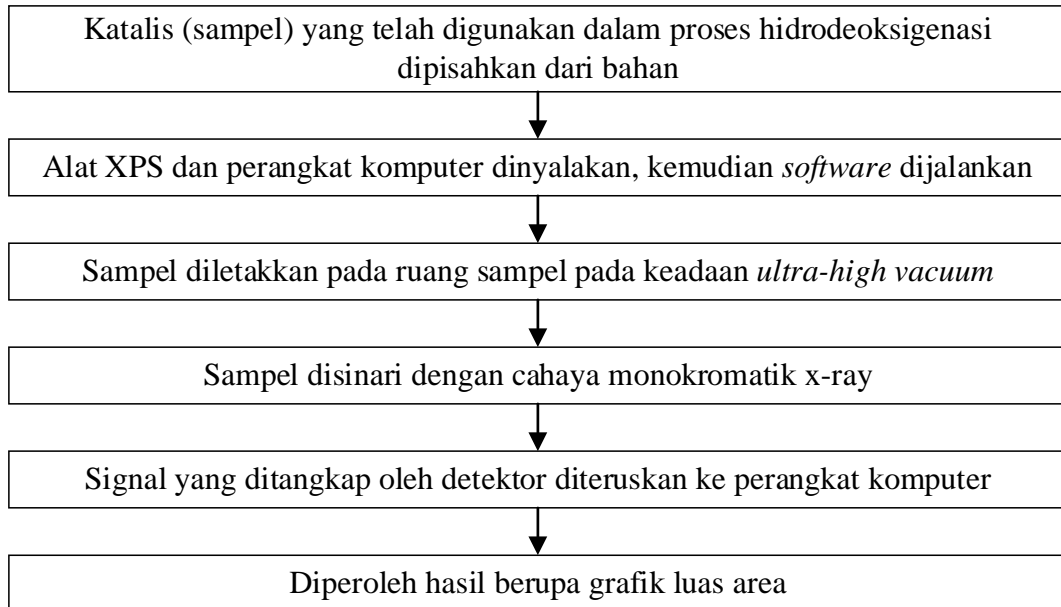 Katalis (sampel) yang telah digunakan dalam proses hidrodeoksigenasi
dipisahkan dari bahan
Alat XPS dan perangkat komputer dinyalakan, kemudian software dijalankan
Sampel diletakkan pada ruang sampel pada keadaan ultra-high vacuum
Sampel disinari dengan cahaya monokromatik x-ray
Signal yang ditangkap oleh detektor diteruskan ke perangkat komputer
Diperoleh hasil berupa grafik luas area